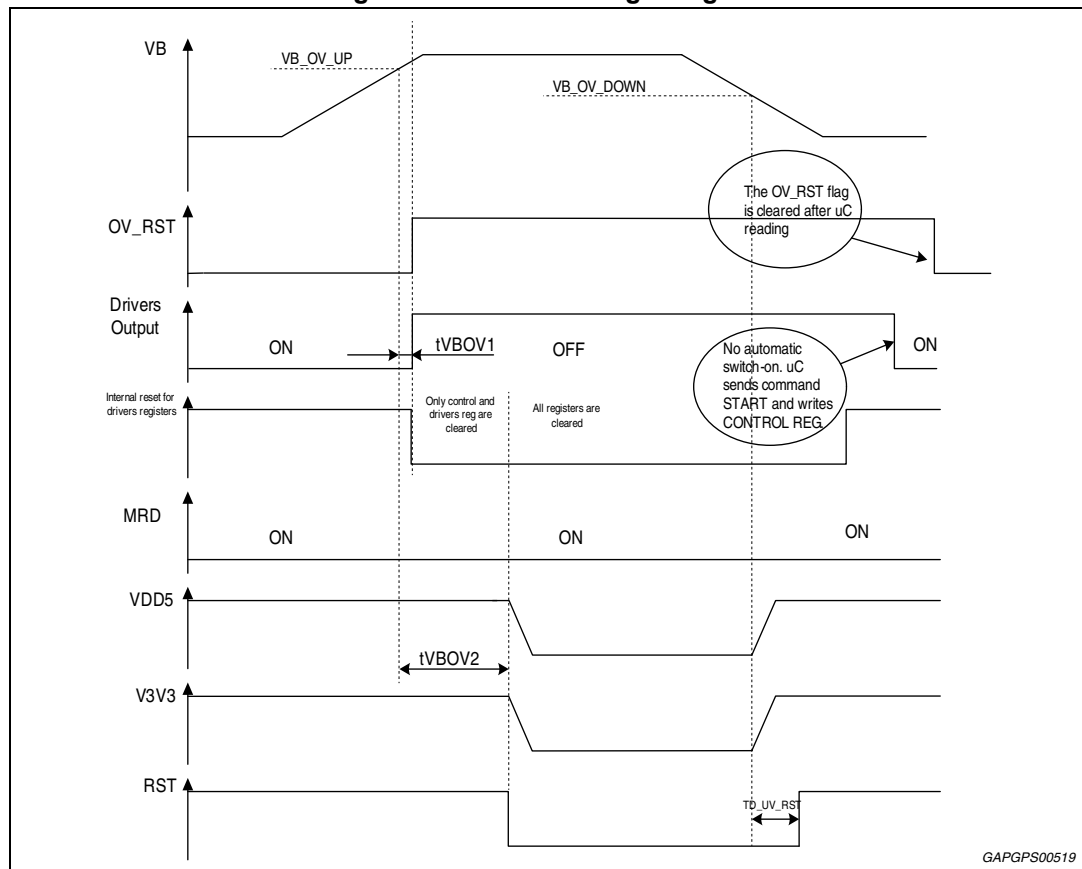 VB
VB_OV_UP
VB_OV_DOWN
The OV_RST flag
is cleared after uC
reading
OV_RST
Drivers
Output
ON
tVBOV1
OFF
No automatic
switch-on. uC
sends command
START and writes
CONTROL REG.
ON
Internal reset for
drivers registers
Only control and
drivers reg are
cleared
All registers are
cleared
MRD
ON
ON
ON
VDD5
tVBOV2
V3V3
RST
TD_UV_RST
GAPGPS00519